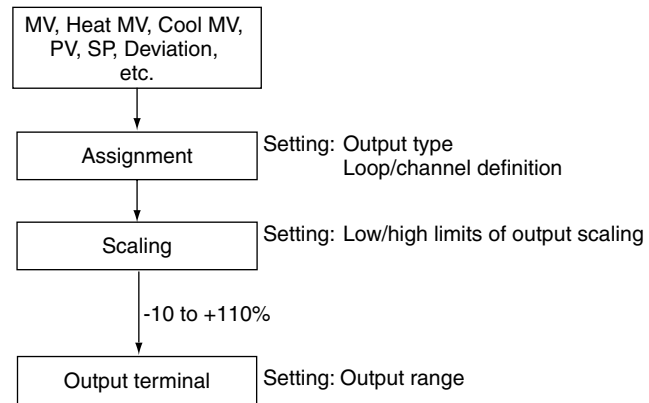 MV, Heat MV, Cool MV,
PV, SP, Deviation,
etc.
Assignment
Setting: Output type
Loop/channel definition
Scaling
Setting: Low/high limits of output scaling
-10 to +110%
Output terminal
Setting: Output range